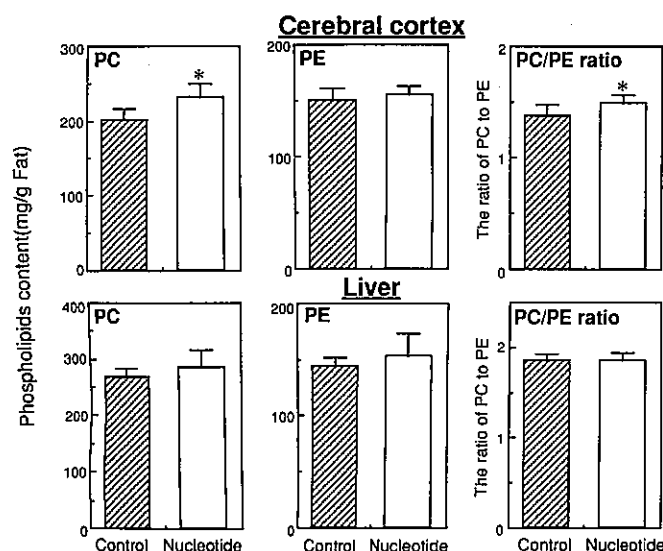 Cerebral cortex
Phospholipids content(mg/g Fat)
PC
300
200
100
0
*
PE
200
100
0
PC/PE ratio
The ratio of PC to PE
2
1
0
*
Liver
PC
400
300
200
100
0
PE
200
100
0
PC/PE ratio
The ratio of PC to PE
2
1
0
Control Nucleotide
Control Nucleotide
Control Nucleotide